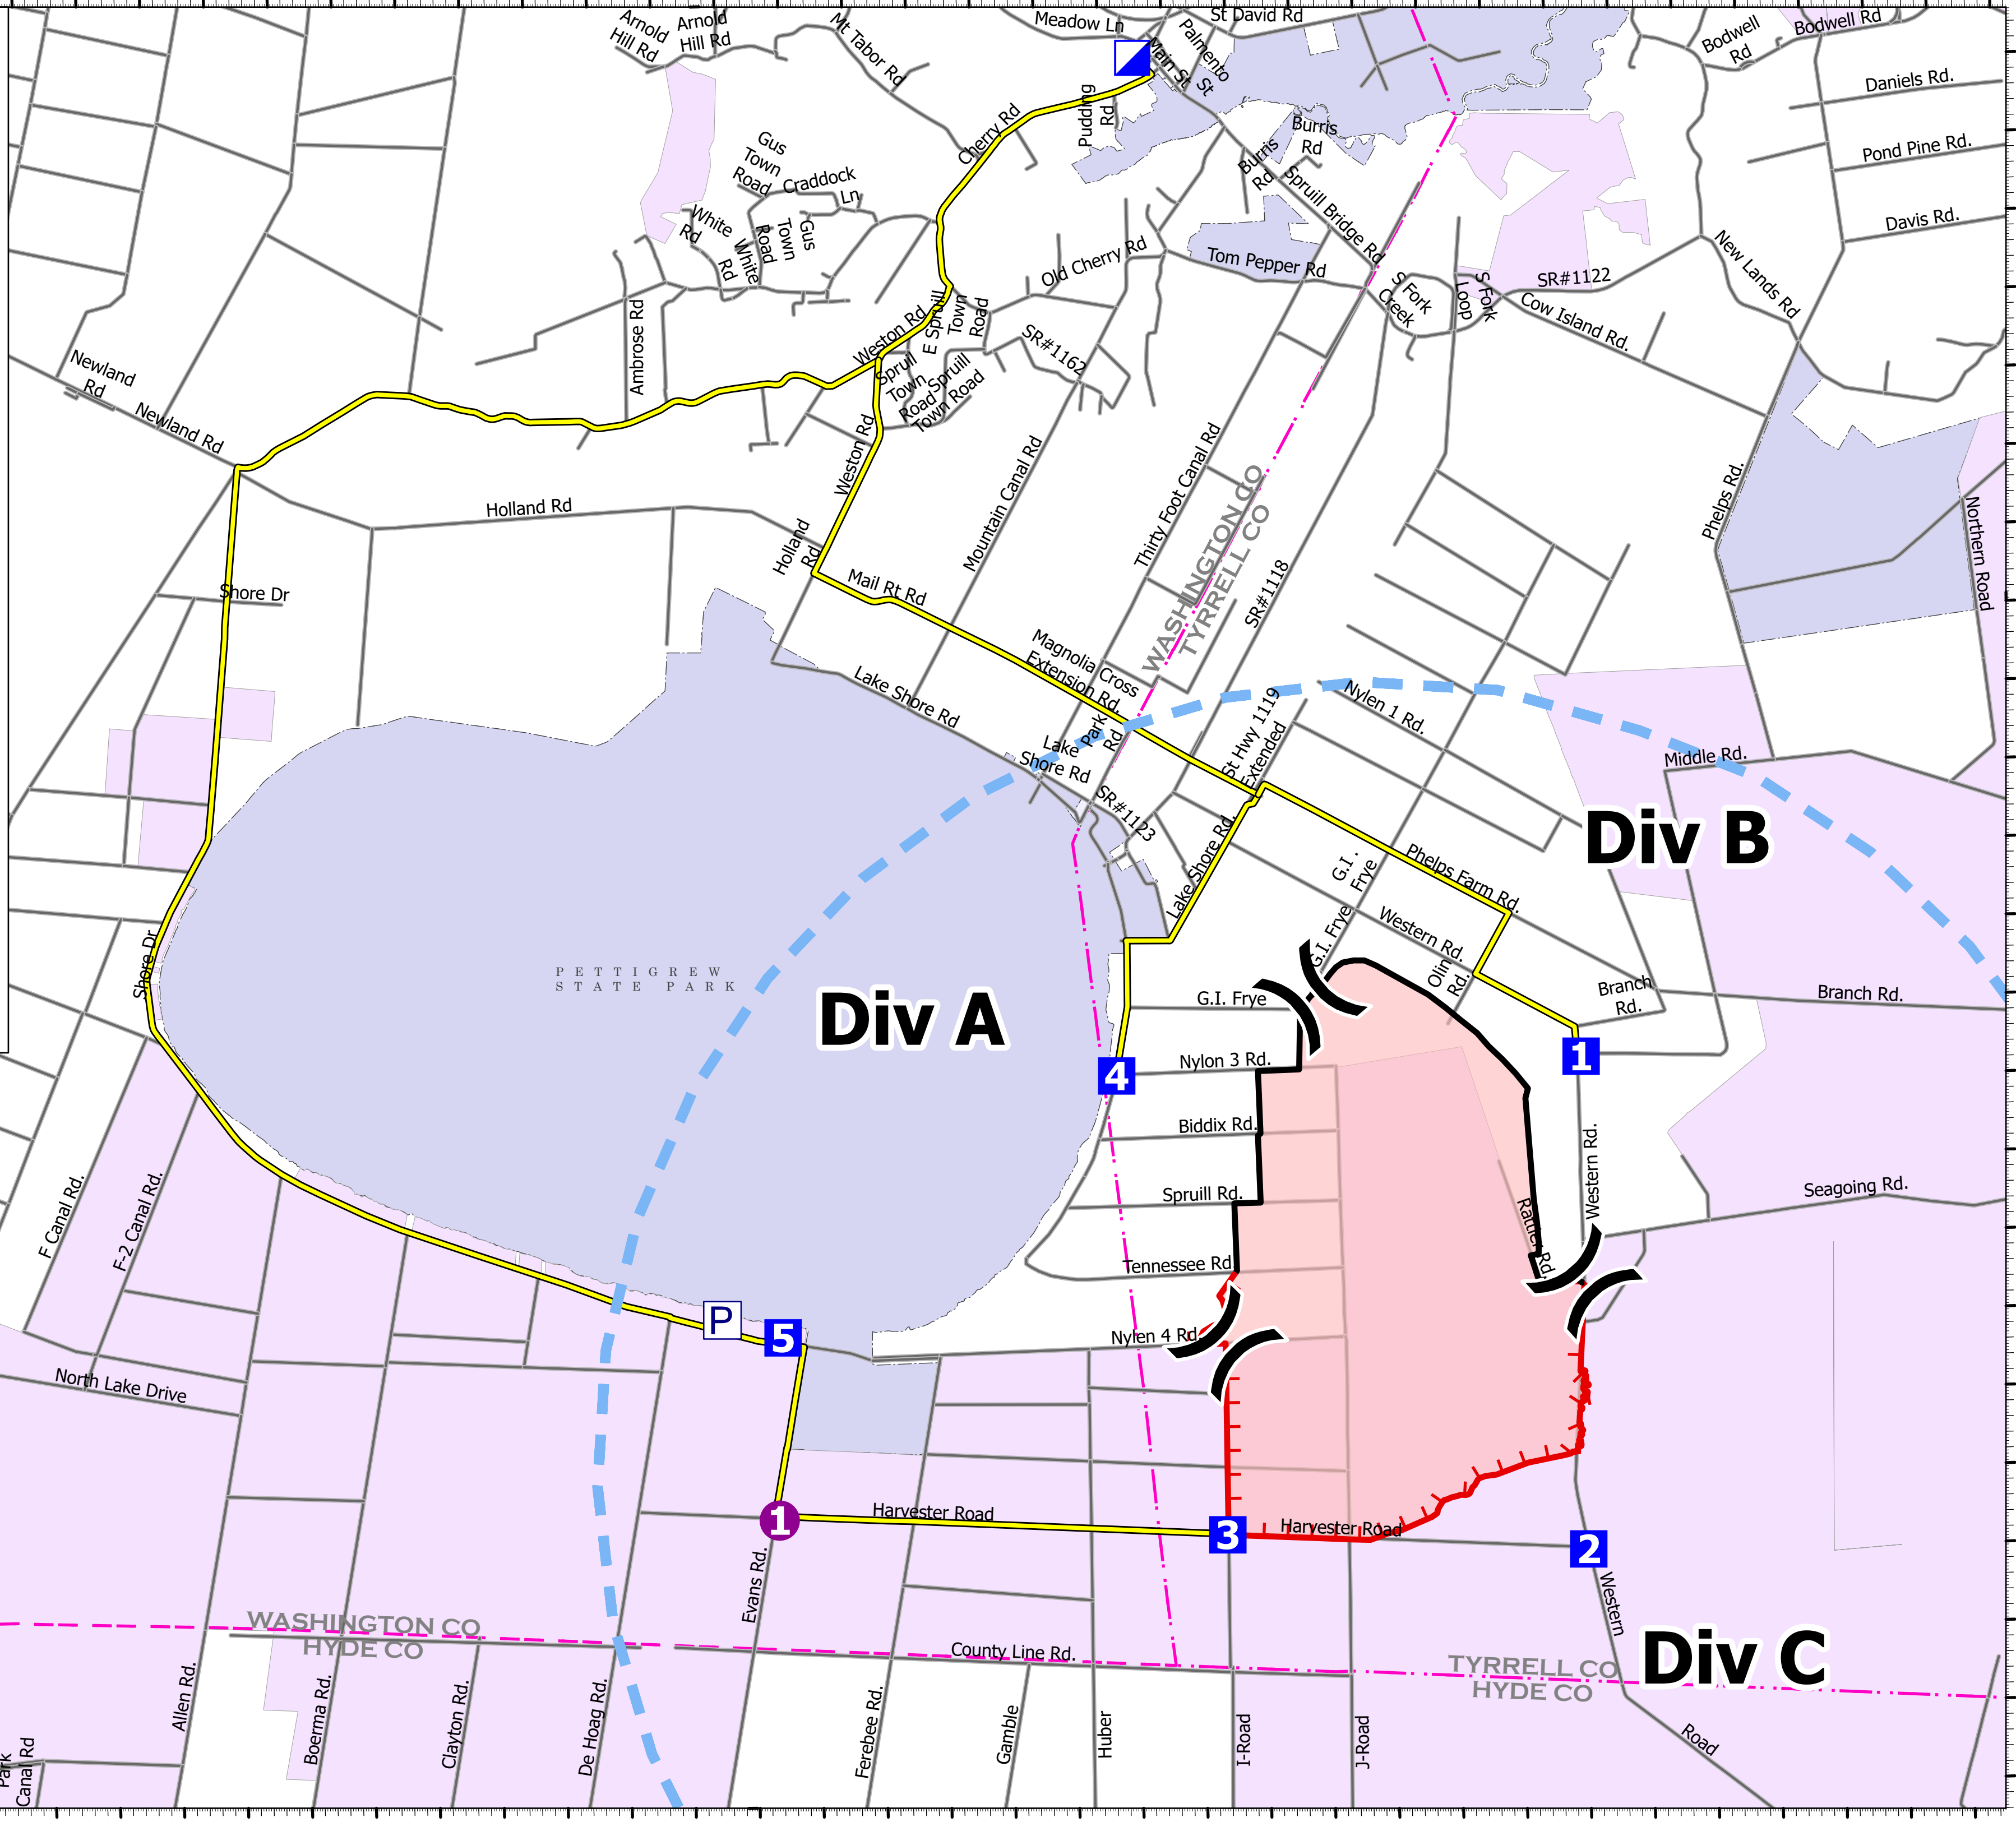 Arnold
Hill Rd
Arnold
Hill Rd
Mt Tabor Rd
Meadow Ln
St David Rd
Main St
Palmento
St
Bodwell
Rd
Bodwell Rd
Daniels Rd.
Pond Pine Rd.
Davis Rd.
Pudding
Rd
Cherry Rd
Burris
Rd
Burris
Rd
Spruill Bridge Rd
Gus
Town
Road
Craddock
Ln
White
Rd
White
Rd
Gus
Town
Road
Old Cherry Rd
Tom Pepper Rd
S Fork
Creek
S Fork
Loop
SR#1122
Cow Island Rd.
New Lands Rd
Ambrose Rd
Weston Rd
E Spruill
Town
Road
SR#1162
Sprull
Town
Road
Spruill
Town Road
Newland
Rd
Newland Rd
Weston Rd
Holland Rd
Holland
Rd
Mountain Canal Rd
Thirty Foot Canal Rd
WASHINGTON CO
TYRRELL CO
SR#1118
Phelps Rd.
Northern Road
Shore Dr
Mail Rt Rd
Magnolia Cross
Extension Rd.
Lake Shore Rd
Lake
Shore Rd
Park
Rd
St Hwy 1119
Extended
Nylen 1 Rd.
Middle Rd.
SR#1123
Div B
Lake Shore Rd.
G.I.
Frye
Phelps Farm Rd.
Western Rd.
G.I. Frye
Olin
Rd.
Shore Dr
PETTIGREW
STATE PARK
Div A
G.I. Frye
Branch
Rd.
Branch Rd.
1
4
Nylon 3 Rd.
Biddix Rd.
Spruill Rd.
Western Rd.
Seagoing Rd.
F Canal Rd.
F-2 Canal Rd.
Rattler Rd.
Tennessee Rd.
P
5
Nylen 4 Rd.
North Lake Drive
1
Harvester Road
3
Harvester Road
2
Evans Rd.
Western
WASHINGTON CO
HYDE CO
County Line Rd.
Div C
TYRRELL CO
HYDE CO
Allen Rd.
Boerma Rd.
Clayton Rd.
De Hoag Rd.
Ferebee Rd.
Gamble
Huber
I-Road
J-Road
Road
Park
Canal Rd